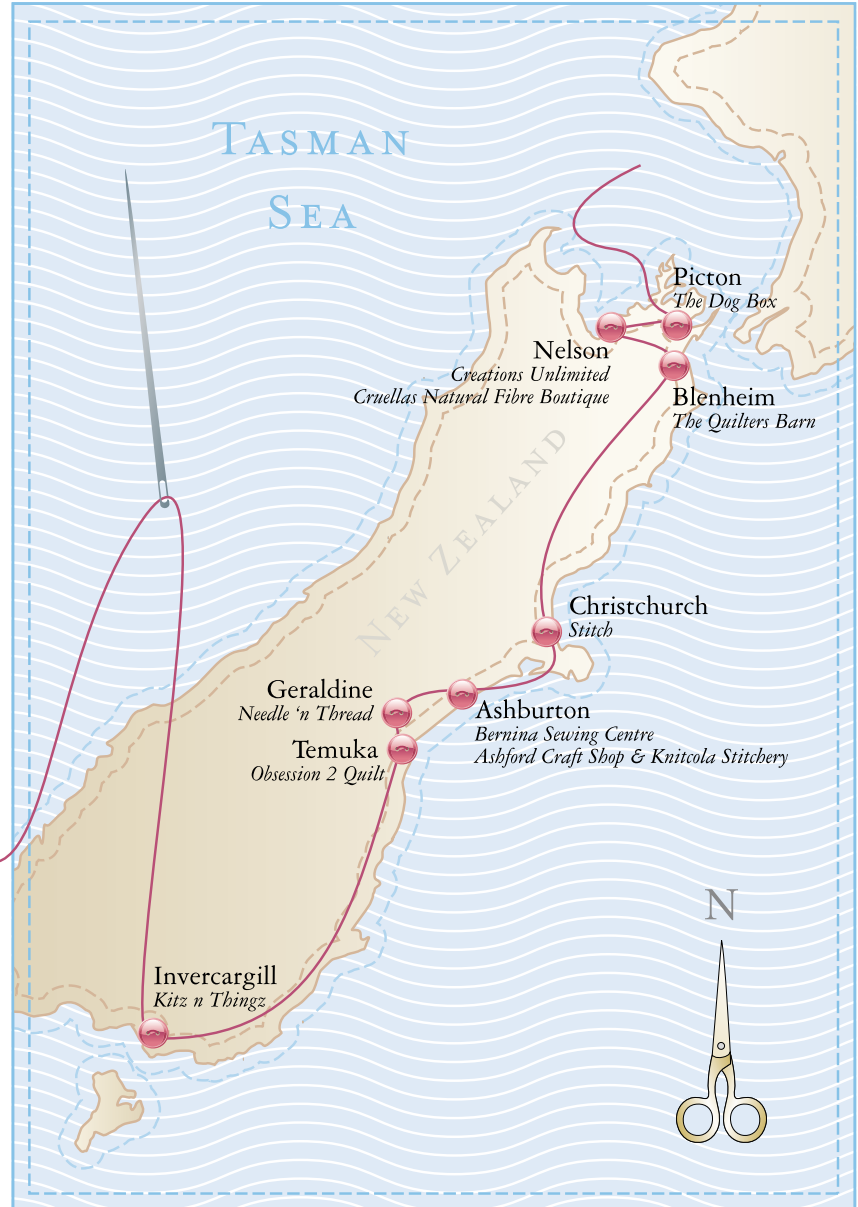 TASMAN
SEA
Picton
The Dog Box
Nelson
Creations Unlimited
Cruellas Natural Fibre Boutique
Blenheim
The Quilters Barn
NEW ZEALAND
Christchurch
Stitch
Geraldine
Needle ‘n Thread
Ashburton
Bernina Sewing Centre
Ashford Craft Shop & Knitcola Stitchery
Temuka
Obsession 2 Quilt
N
Invercargill
Kitz n Thingz